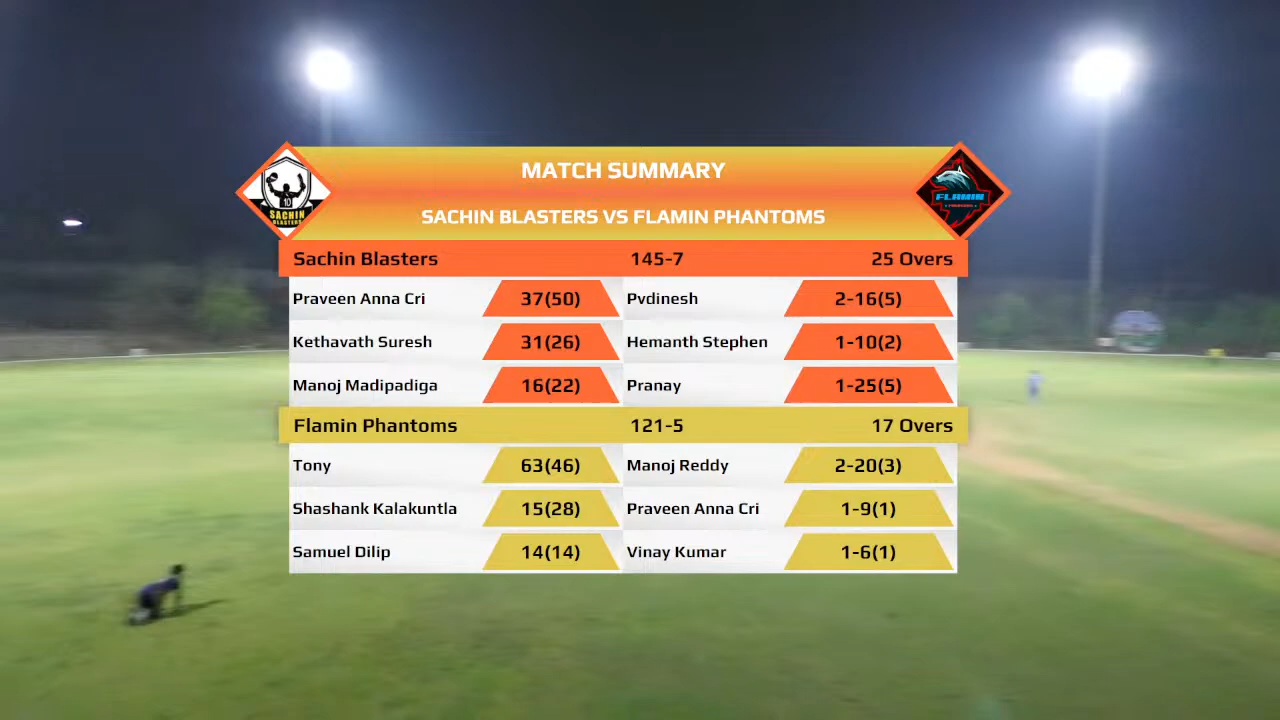 MATCH SUMMARY
SACHIN BLASTERS VS FLAMIN PHANTOMS
10
SACHIN
BLASTERS
FLAMIN
Sachin Blasters 145-7 25 Overs
Praveen Anna Cri 37(50) Pvdinesh 2-16(5)
Kethavath Suresh 31(26) Hemanth Stephen 1-10(2)
Manoj Madipadiga 16(22) Pranay 1-25(5)
Flamin Phantoms 121-5 17 Overs
Tony 63(46) Manoj Reddy 2-20(3)
Shashank Kalakuntla 15(28) Praveen Anna Cri 1-9(1)
Samuel Dilip 14(14) Vinay Kumar 1-6(1)